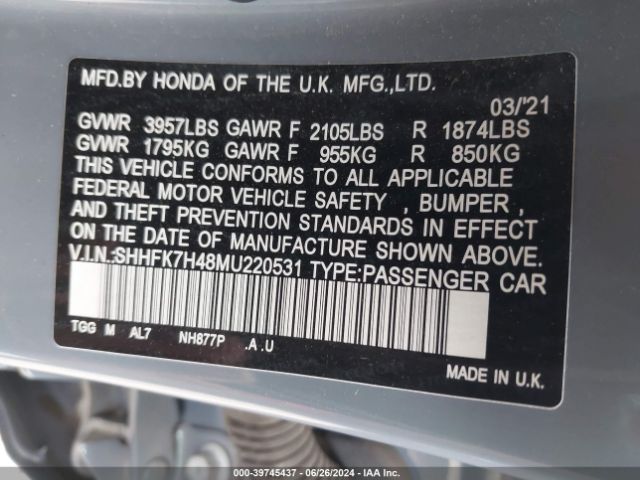 MFD.BY HONDA OF THE U.K. MFG.,LTD.
03/'21
GVWR 3957LBS GAWR F 2105LBS R 1874LBS
GVWR 1795KG GAWR F 955KG R 850KG
THIS VEHICLE CONFORMS TO ALL APPLICABLE
FEDERAL MOTOR VEHICLE SAFETY , BUMPER ,
AND THEFT PREVENTION STANDARDS IN EFFECT
ON THE DATE OF MANUFACTURE SHOWN ABOVE.
V.I.N.:SHHFK7H48MU220531 TYPE:PASSENGER CAR
TGG M AL7 NH877P .A .U
MADE IN U.K.
000-39745437 - 06/26/2024 - IAA Inc.